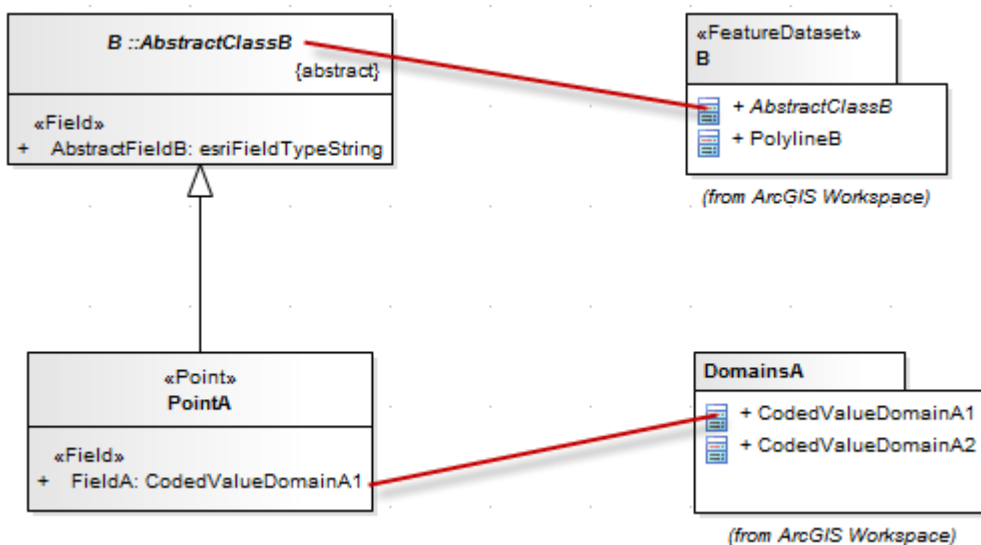 B ::AbstractClassB
{abstract}
«Field»
+ AbstractFieldB: esriFieldTypeString
«FeatureDataset»
B
+ AbstractClassB
+ PolylineB
(from ArcGIS Workspace)
«Point»
PointA
«Field»
+ FieldA: CodedValueDomainA1
DomainsA
+ CodedValueDomainA1
+ CodedValueDomainA2
(from ArcGIS Workspace)